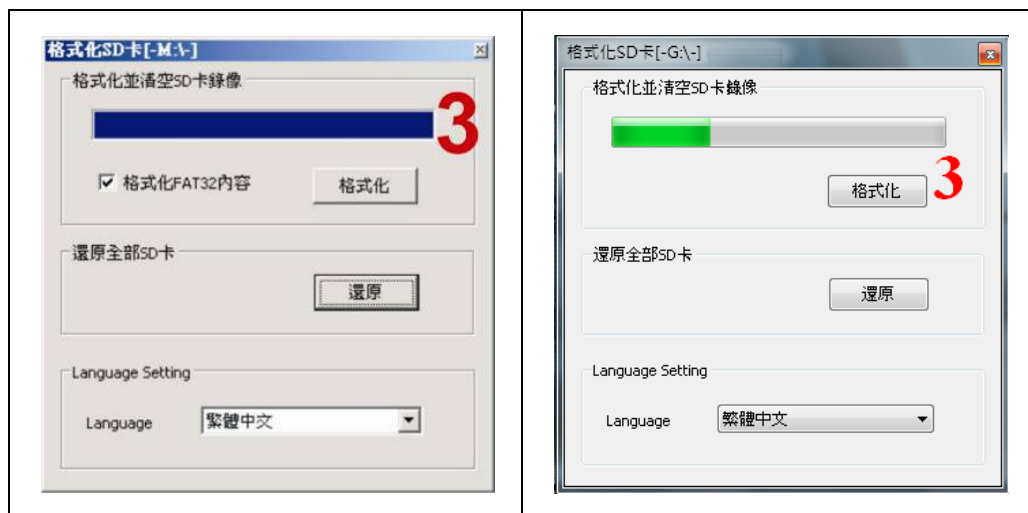 格式化SD卡[-M:\-]
格式化並清空SD卡錄像
3
格式化FAT32內容
格式化
還原全部SD卡
還原
Language Setting
Language
繁體中文
格式化SD卡[-G:\-]
格式化並清空SD卡錄像
格式化
3
還原全部SD卡
還原
Language Setting
Language
繁體中文